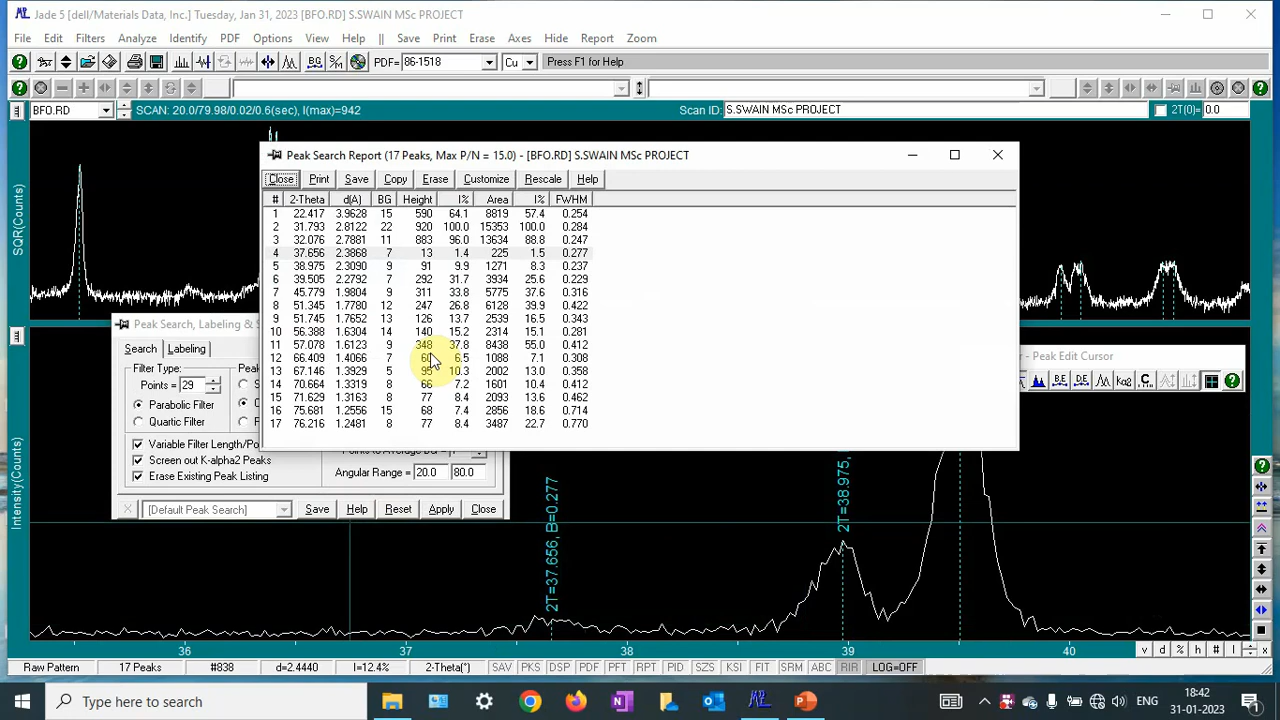 Jade 5 [dell/Materials Data, Inc.] Tuesday, Jan 31, 2023 [BFO.RD] S.SWAIN MSc PROJECT
File Edit Filters Analyze Identify PDF Options View Help || Save Print Erase Axes Hide Report Zoom
BG S/M PDF= 86-1518 Cu Press F1 for Help
BFO.RD SCAN: 20.0/79.98/0.02/0.6(sec), I(max)=942 Scan ID: S.SWAIN MSc PROJECT 2T(0)= 0.0
SQR(Counts)
Peak Search Report (17 Peaks, Max P/N = 15.0) - [BFO.RD] S.SWAIN MSc PROJECT
Close Print Save Copy Erase Customize Rescale Help
# 2-Theta d(A) BG Height I% Area I% FWHM
1 22.417 3.9628 15 590 64.1 8819 57.4 0.254
2 31.793 2.8122 22 920 100.0 15353 100.0 0.284
3 32.076 2.7881 11 883 96.0 13634 88.8 0.247
4 37.656 2.3868 7 13 1.4 225 1.5 0.277
5 38.975 2.3090 9 91 9.9 1271 8.3 0.237
6 39.505 2.2792 7 292 31.7 3934 25.6 0.229
7 45.779 1.9804 9 311 33.8 5775 37.6 0.316
8 51.345 1.7780 12 247 26.8 6128 39.9 0.422
9 51.745 1.7652 13 126 13.7 2539 16.5 0.343
10 56.388 1.6304 14 140 15.2 2314 15.1 0.281
11 57.078 1.6123 9 348 37.8 8438 55.0 0.412
12 66.409 1.4066 7 60 6.5 1088 7.1 0.308
13 67.146 1.3929 5 95 10.3 2002 13.0 0.358
14 70.664 1.3319 8 66 7.2 1601 10.4 0.412
15 71.629 1.3163 8 77 8.4 2093 13.6 0.462
16 75.681 1.2556 15 68 7.4 2856 18.6 0.714
17 76.216 1.2481 8 77 8.4 3487 22.7 0.770
Peak Search, Labeling & S
Search Labeling
Filter Type:
Points = 29
Parabolic Filter
Quartic Filter
Variable Filter Length/Po
Screen out K-alpha2 Peaks
Erase Existing Peak Listing
Angular Range = 20.0 80.0
[Default Peak Search] Save Help Reset Apply Close
- Peak Edit Cursor
B.E. D.E. Kα2
Intensity(Counts)
2T=37.656, B=0.277
2T=38.975,
36 37 38 39 40
v d % h # l
Raw Pattern 17 Peaks #838 d=2.4440 I=12.4% 2-Theta(°) SAV PKS DSP PDF PFT RPT PID SZS KSI FIT SRM ABC RIR LOG=OFF
Type here to search
ENG
18:42
31-01-2023
1